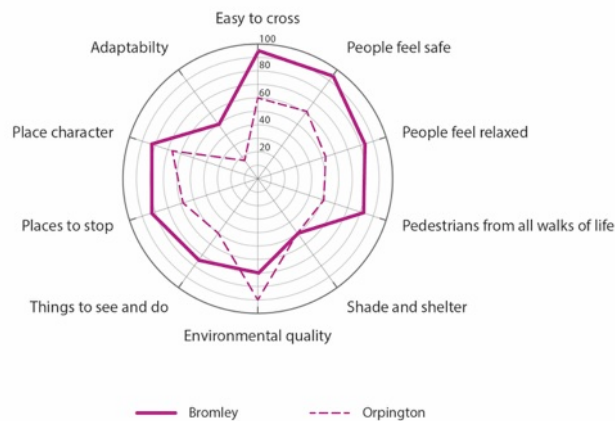 Easy to cross
100
80
60
40
20
Adaptabilty
People feel safe
Place character
People feel relaxed
Places to stop
Pedestrians from all walks of life
Things to see and do
Shade and shelter
Environmental quality
Bromley
Orpington